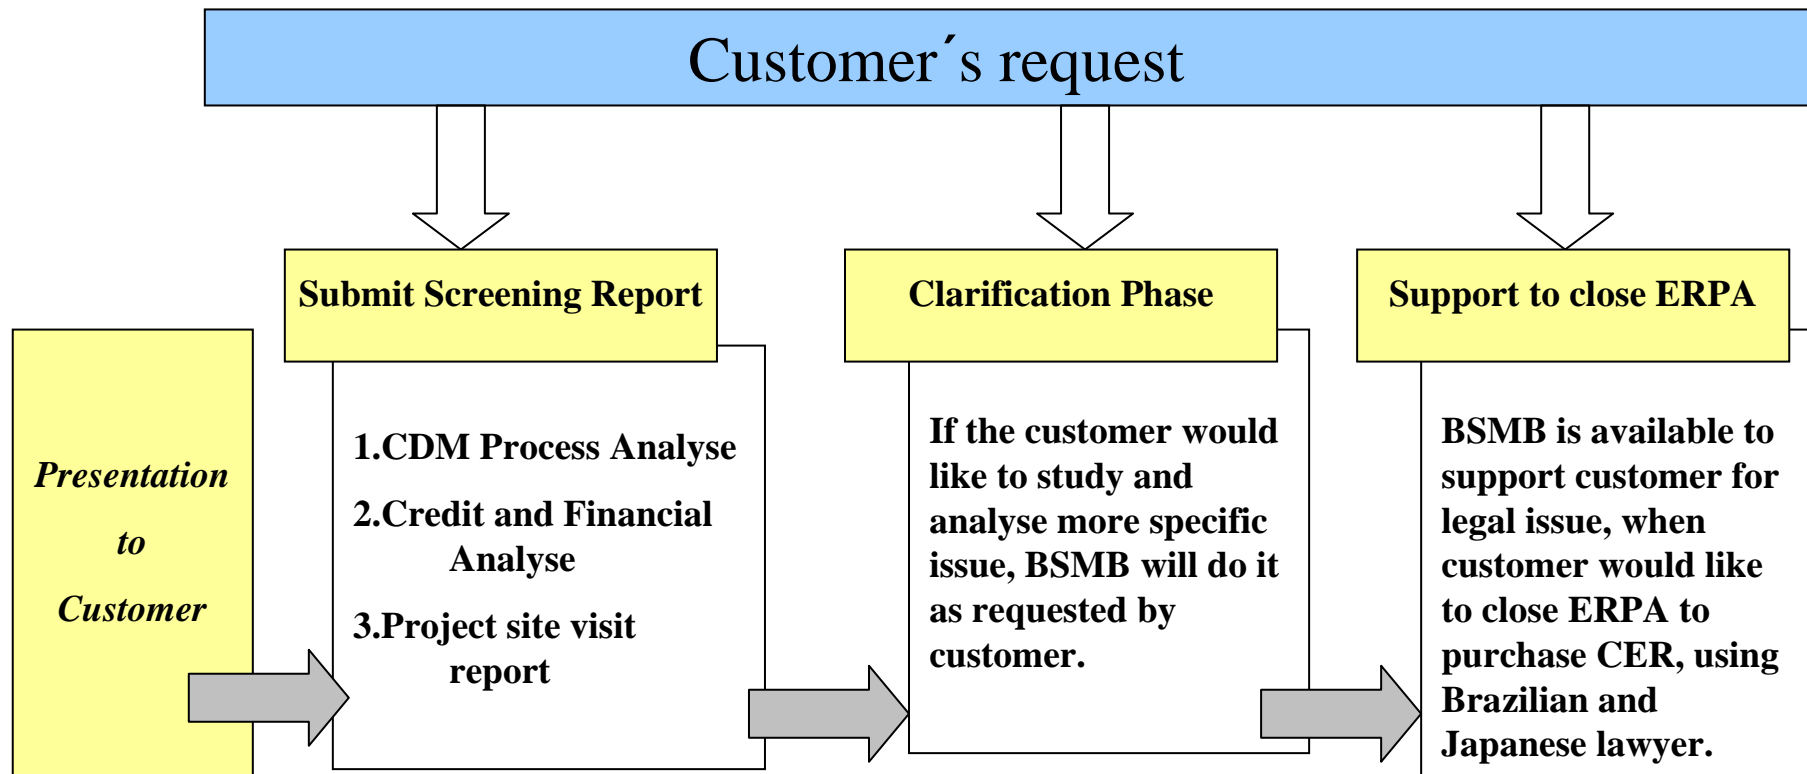 Customer´s request
Submit Screening Report
Clarification Phase
Support to close ERPA
Presentation
to
Customer
1.CDM Process Analyse
2.Credit and Financial
Analyse
3.Project site visit
report
If the customer would
like to study and
analyse more specific
issue, BSMB will do it
as requested by
customer.
BSMB is available to
support customer for
legal issue, when
customer would like
to close ERPA to
purchase CER, using
Brazilian and
Japanese lawyer.